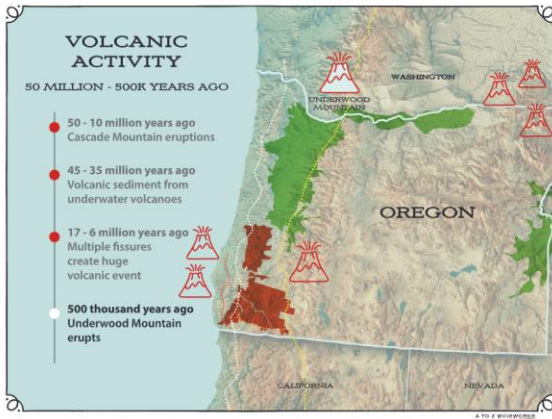 VOLCANIC
ACTIVITY
50 MILLION - 500K YEARS AGO
50 - 10 million years ago
Cascade Mountain eruptions
45 - 35 million years ago
Volcanic sediment from
underwater volcanoes
17 - 6 million years ago
Multiple fissures
create huge
volcanic event
500 thousand years ago
Underwood Mountain
erupts
WASHINGTON
UNDERWOOD
MOUNTAIN
OREGON
CALIFORNIA
NEVADA
A TO Z WINEWORKS